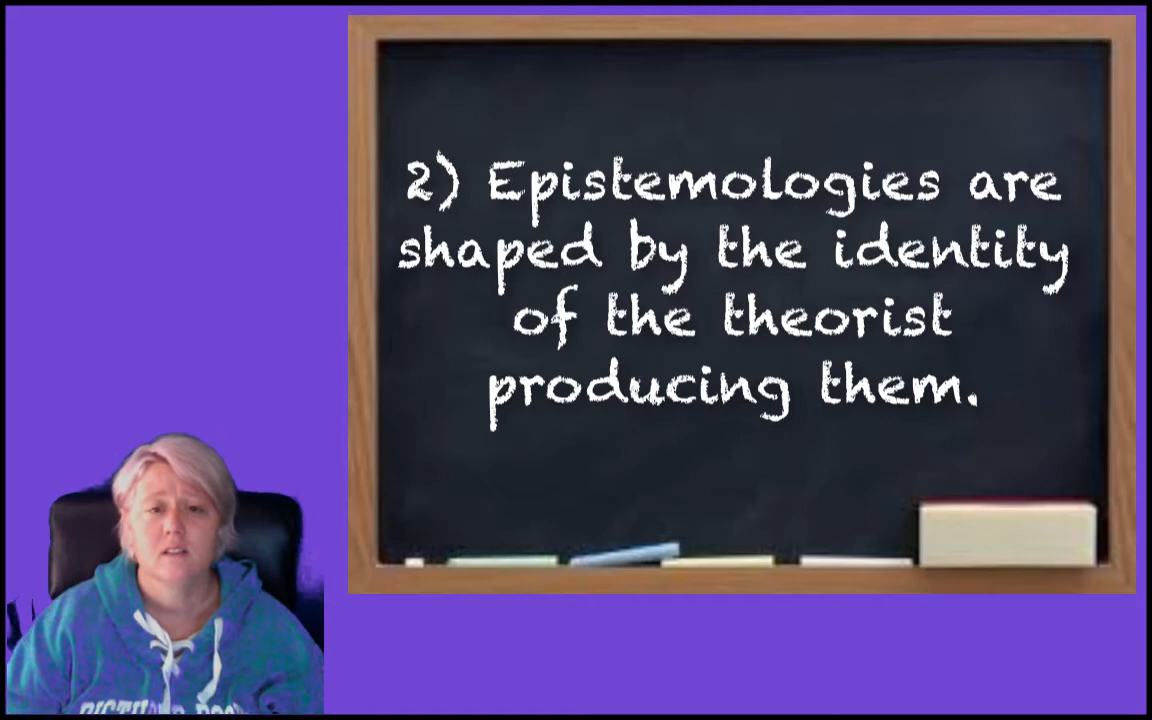 2) Epistemologies are
shaped by the identity
of the theorist
producing them.